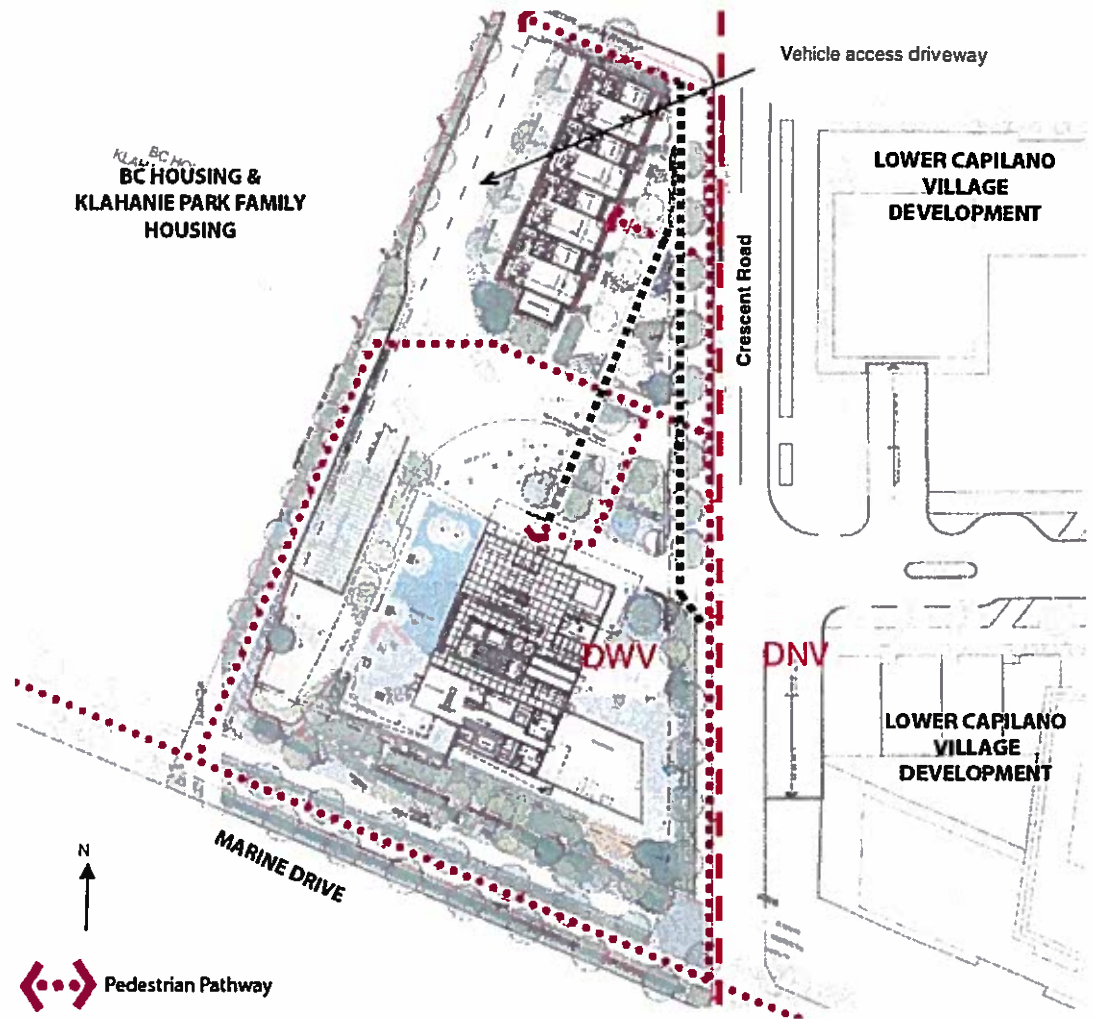 Vehicle access driveway
BC HOUSING &
KLAHANIE PARK FAMILY
HOUSING
LOWER CAPILANO
VILLAGE
DEVELOPMENT
Crescent Road
DWV
DNV
LOWER CAPILANO
VILLAGE
DEVELOPMENT
MARINE DRIVE
N
Pedestrian Pathway